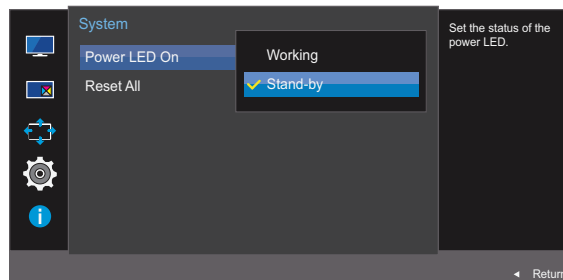 System
Power LED On
Reset All
Working
Stand-by
Set the status of the
power LED.
Return